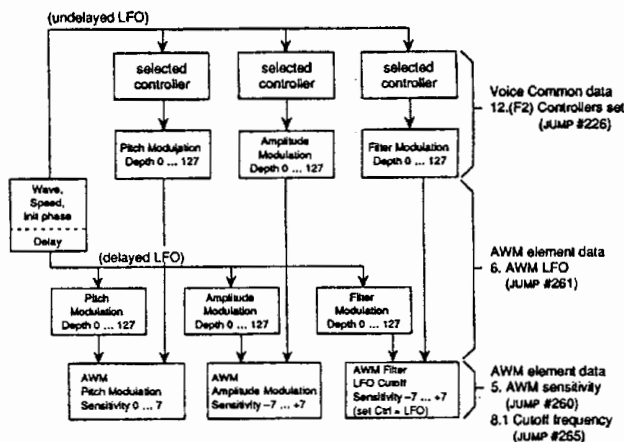 (undelayed LFO)
selected
controller
selected
controller
selected
controller
Voice Common data
12.(F2) Controllers set
(JUMP #226)
Pitch Modulation
Depth 0 ... 127
Amplitude
Modulation
Depth 0 ... 127
Filter Modulation
Depth 0 ... 127
Wave,
Speed,
Init phase
Delay
(delayed LFO)
AWM element data
6. AWM LFO
(JUMP #261)
Pitch
Modulation
Depth 0 ... 127
Amplitude
Modulation
Depth 0 ... 127
Filter
Modulation
Depth 0 ... 127
AWM
Pitch Modulation
Sensitivity 0 ... 7
AWM
Amplitude Modulation
Sensitivity –7 ... +7
AWM Filter
LFO Cutoff
Sensitivity –7 ... +7
(set Ctrl = LFO)
AWM element data
5. AWM sensitivity
(JUMP #260)
8.1 Cutoff frequency
(JUMP #265)